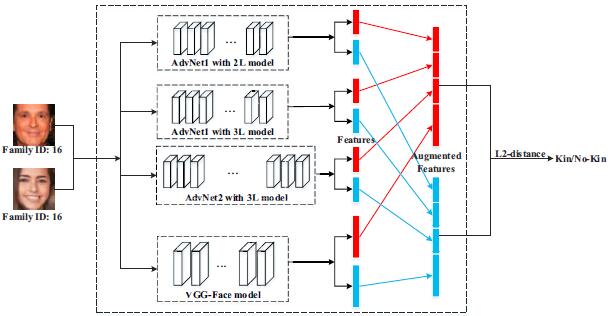 AdvNet1 with 2L model
AdvNet1 with 3L model
Features
Family ID: 16
Augmented
Features
L2-distance
Kin/No-Kin
AdvNet2 with 3L model
Family ID: 16
VGG-Face model